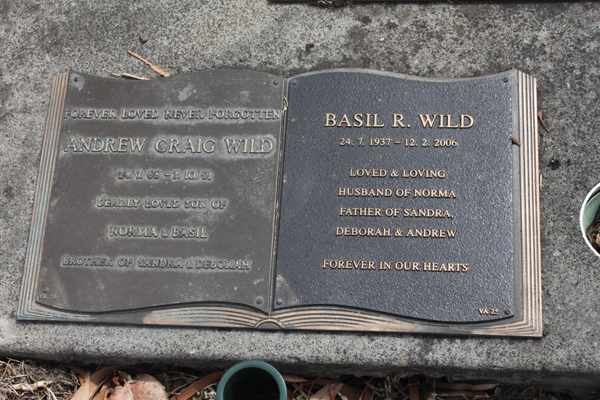 FOREVER LOVED NEVER FORGOTTEN
ANDREW CRAIG WILD
DEARLY LOVED SON OF
NORMA & BASIL
BROTHER OF SANDRA & DEBORAH
BASIL R. WILD
24. 7. 1937 – 12. 2. 2006
LOVED & LOVING
HUSBAND OF NORMA
FATHER OF SANDRA,
DEBORAH & ANDREW
FOREVER IN OUR HEARTS
VA 25